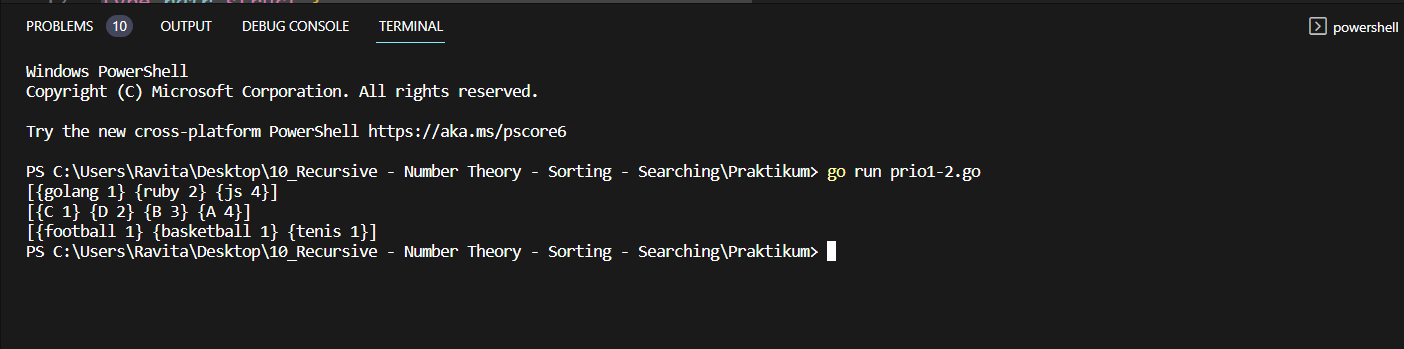 type pair struct {
PROBLEMS 10 OUTPUT DEBUG CONSOLE TERMINAL powershell
Windows PowerShell
Copyright (C) Microsoft Corporation. All rights reserved.
Try the new cross-platform PowerShell https://aka.ms/pscore6
PS C:\Users\Ravita\Desktop\10_Recursive - Number Theory - Sorting - Searching\Praktikum> go run prio1-2.go
[{golang 1} {ruby 2} {js 4}]
[{C 1} {D 2} {B 3} {A 4}]
[{football 1} {basketball 1} {tenis 1}]
PS C:\Users\Ravita\Desktop\10_Recursive - Number Theory - Sorting - Searching\Praktikum>